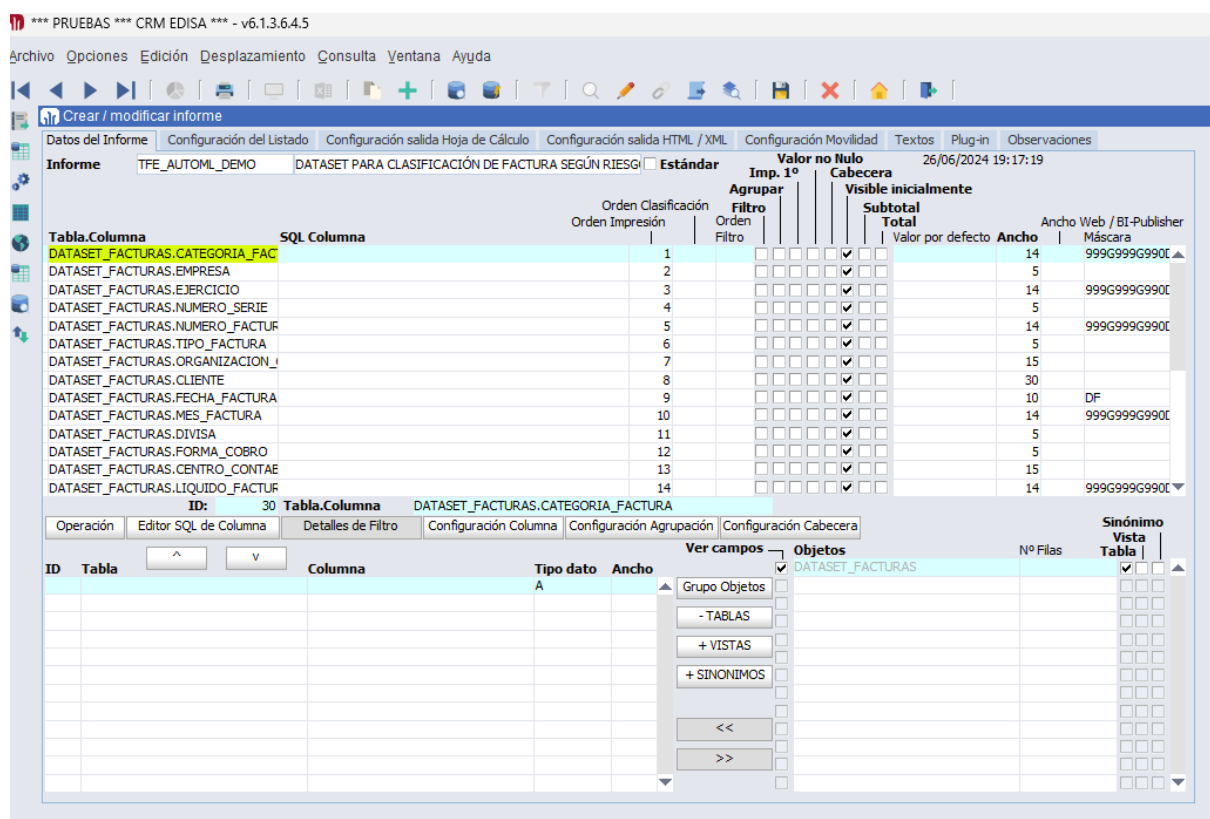 *** PRUEBAS *** CRM EDISA *** - v6.1.3.6.4.5
Archivo Opciones Edición Desplazamiento Consulta Ventana Ayuda
Crear / modificar informe
Datos del Informe Configuración del Listado Configuración salida Hoja de Cálculo Configuración salida HTML / XML Configuración Movilidad Textos Plug-in Observaciones
Informe TFE_AUTOML_DEMO DATASET PARA CLASIFICACIÓN DE FACTURA SEGÚN RIESG Estándar Valor no Nulo 26/06/2024 19:17:19
Imp. 1º Cabecera
Agrupar Visible inicialmente
Orden Clasificación Filtro Subtotal
Orden Impresión Orden Total Ancho Web / BI-Publisher
Tabla.Columna SQL Columna Filtro Valor por defecto Ancho Máscara
DATASET_FACTURAS.CATEGORIA_FAC 1 14 999G999G990D
DATASET_FACTURAS.EMPRESA 2 5
DATASET_FACTURAS.EJERCICIO 3 14 999G999G990D
DATASET_FACTURAS.NUMERO_SERIE 4 5
DATASET_FACTURAS.NUMERO_FACTUR 5 14 999G999G990D
DATASET_FACTURAS.TIPO_FACTURA 6 5
DATASET_FACTURAS.ORGANIZACION_ 7 15
DATASET_FACTURAS.CLIENTE 8 30
DATASET_FACTURAS.FECHA_FACTURA 9 10 DF
DATASET_FACTURAS.MES_FACTURA 10 14 999G999G990D
DATASET_FACTURAS.DIVISA 11 5
DATASET_FACTURAS.FORMA_COBRO 12 5
DATASET_FACTURAS.CENTRO_CONTAB 13 15
DATASET_FACTURAS.LIQUIDO_FACTUR 14 14 999G999G990D
ID: 30 Tabla.Columna DATASET_FACTURAS.CATEGORIA_FACTURA
Operación Editor SQL de Columna Detalles de Filtro Configuración Columna Configuración Agrupación Configuración Cabecera Sinónimo
Vista
^ v Ver campos Objetos Nº Filas Tabla
ID Tabla Columna Tipo dato Ancho DATASET_FACTURAS
A Grupo Objetos
- TABLAS
+ VISTAS
+ SINONIMOS
<<
>>